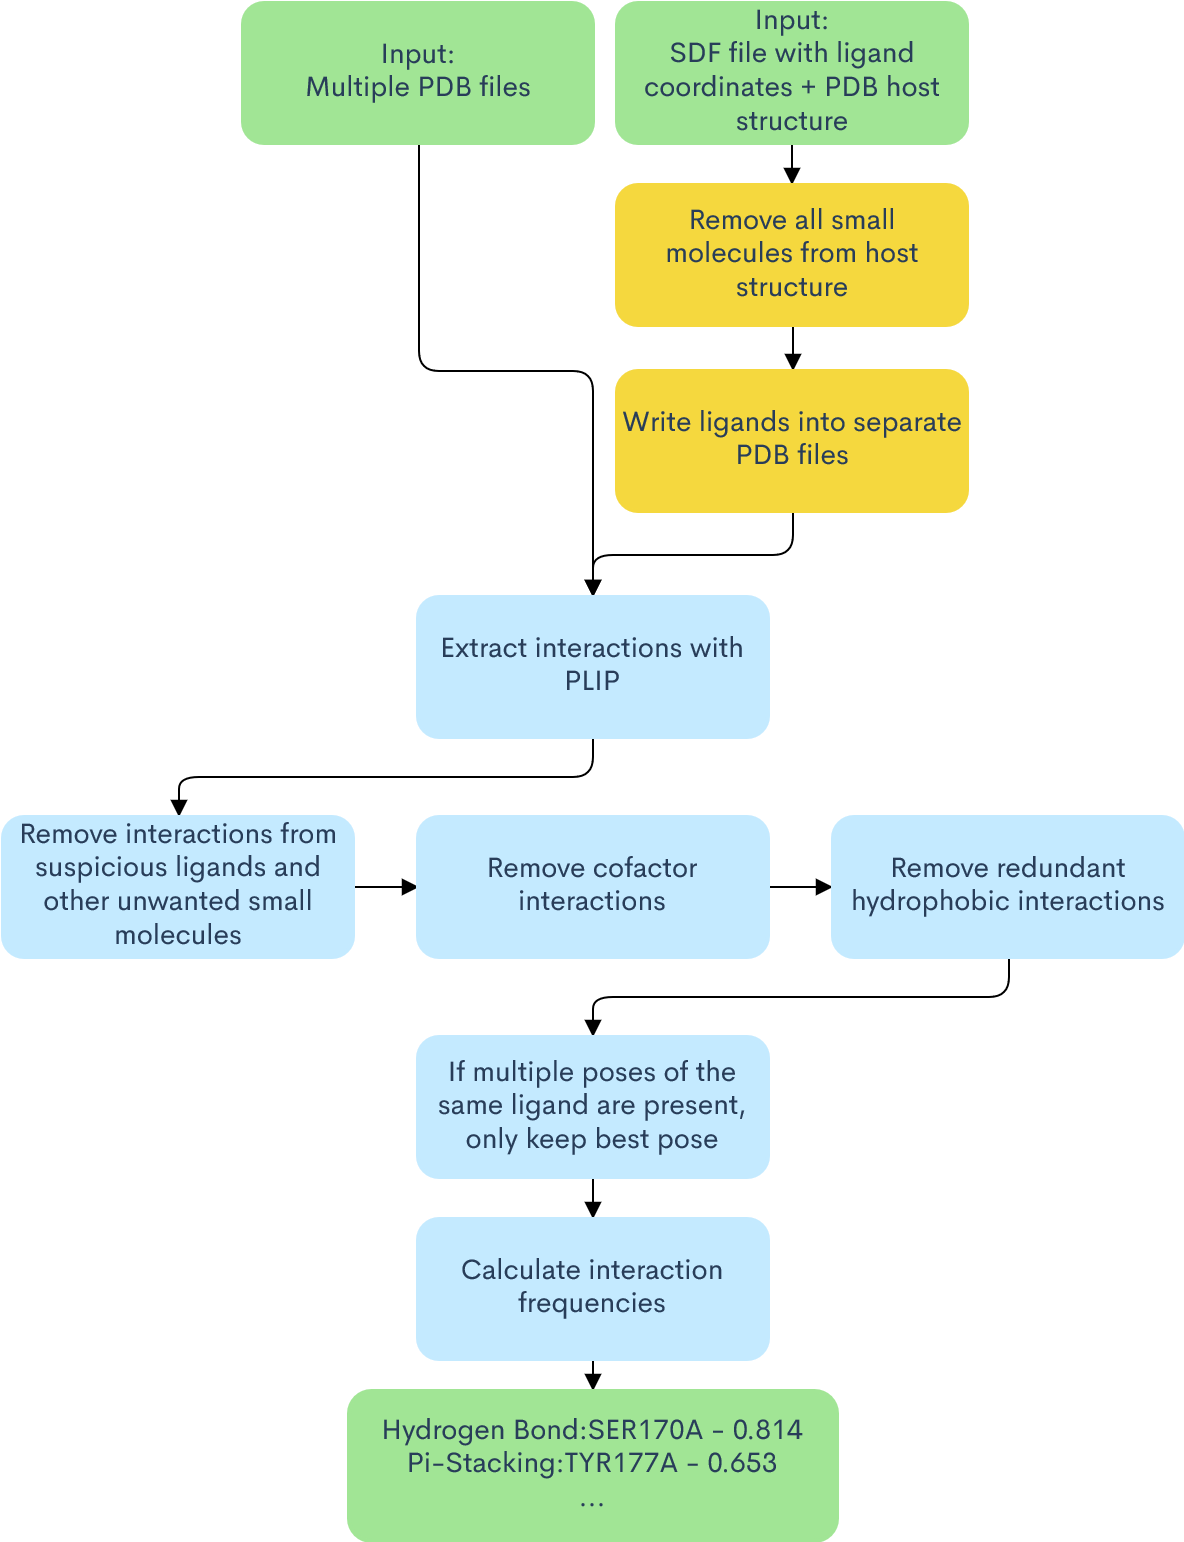 Input:
Multiple PDB files
Input:
SDF file with ligand
coordinates + PDB host
structure
Remove all small
molecules from host
structure
Write ligands into separate
PDB files
Extract interactions with
PLIP
Remove interactions from
suspicious ligands and
other unwanted small
molecules
Remove cofactor
interactions
Remove redundant
hydrophobic interactions
If multiple poses of the
same ligand are present,
only keep best pose
Calculate interaction
frequencies
Hydrogen Bond:SER170A - 0.814
Pi-Stacking:TYR177A - 0.653
...